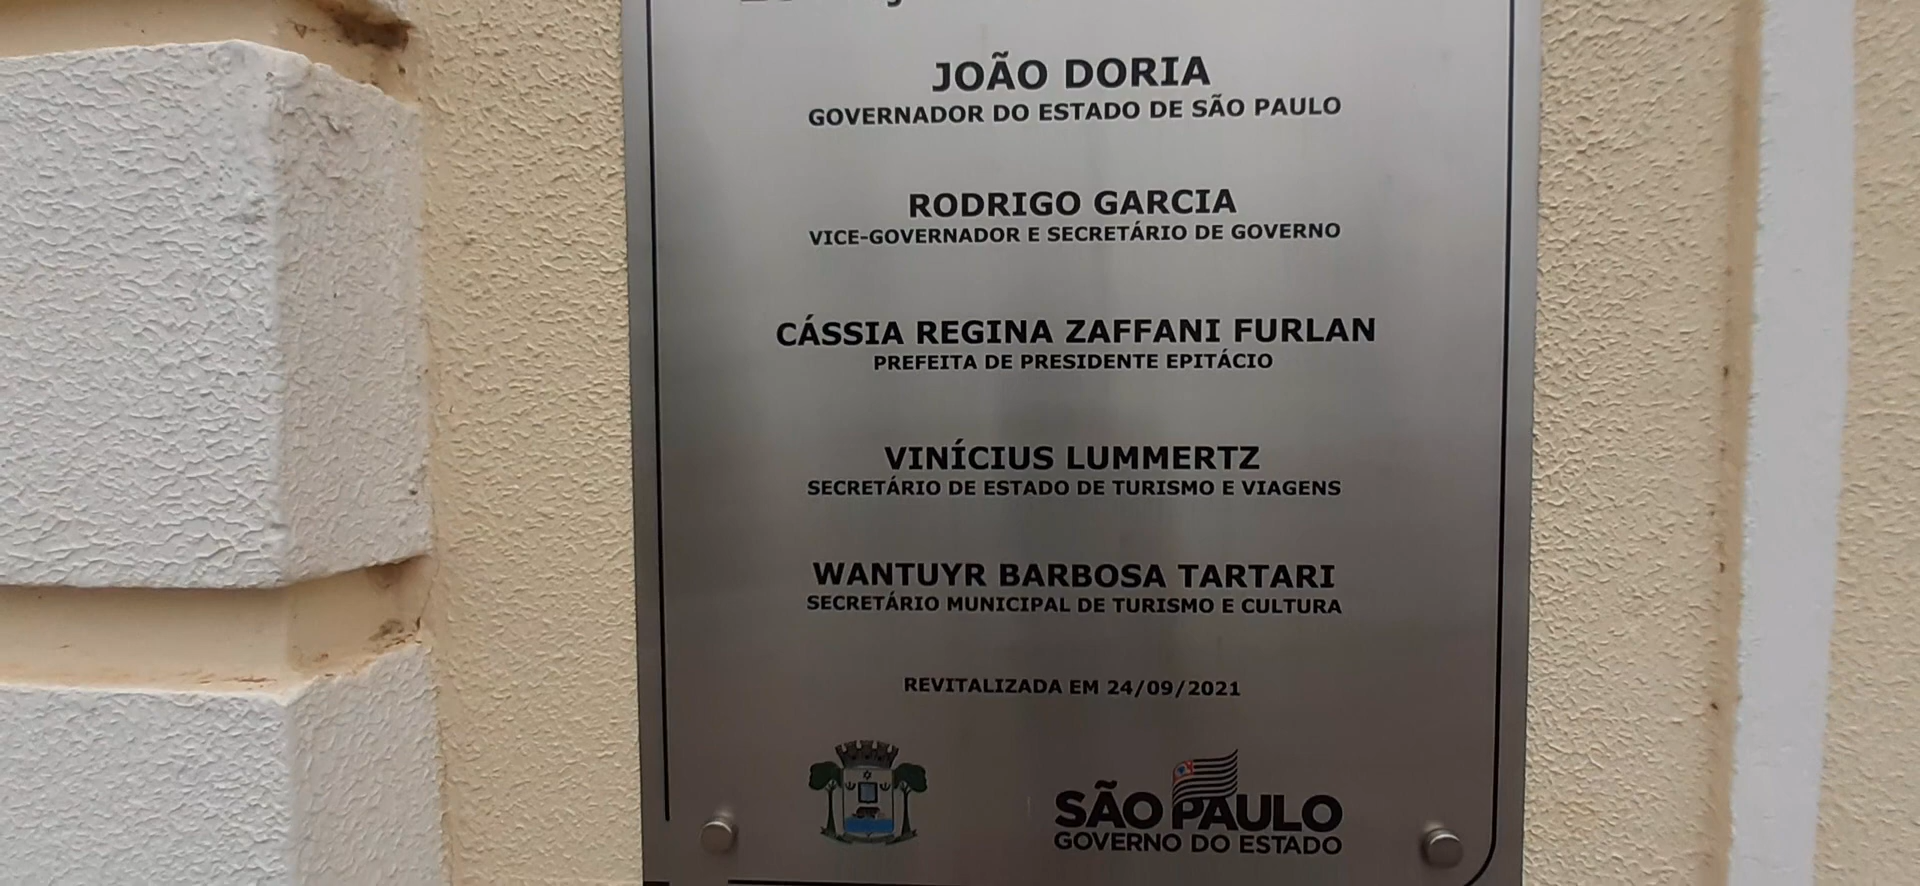 JOÃO DORIA
GOVERNADOR DO ESTADO DE SÃO PAULO
RODRIGO GARCIA
VICE-GOVERNADOR E SECRETÁRIO DE GOVERNO
CÁSSIA REGINA ZAFFANI FURLAN
PREFEITA DE PRESIDENTE EPITÁCIO
VINÍCIUS LUMMERTZ
SECRETÁRIO DE ESTADO DE TURISMO E VIAGENS
WANTUYR BARBOSA TARTARI
SECRETÁRIO MUNICIPAL DE TURISMO E CULTURA
REVITALIZADA EM 24/09/2021
SÃO PAULO
GOVERNO DO ESTADO